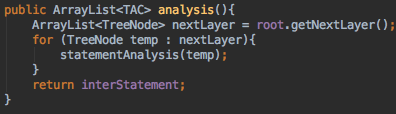 public ArrayList<TAC> analysis(){
    ArrayList<TreeNode> nextLayer = root.getNextLayer();
    for (TreeNode temp : nextLayer){
        statementAnalysis(temp);
    }
    return interStatement;
}